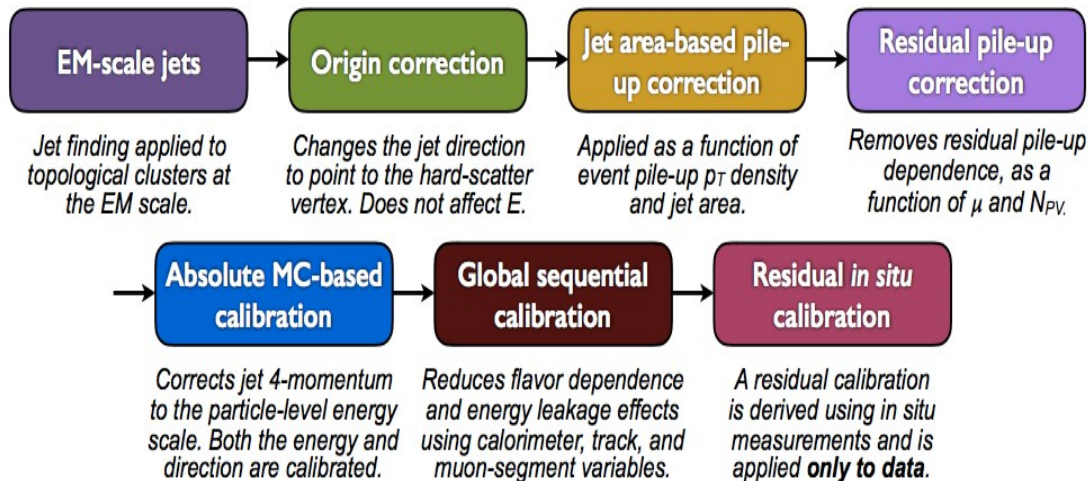 EM-scale jets
Origin correction
Jet area-based pile-
up correction
Residual pile-up
correction
Jet finding applied to
topological clusters at
the EM scale.
Changes the jet direction
to point to the hard-scatter
vertex. Does not affect E.
Applied as a function of
event pile-up pT density
and jet area.
Removes residual pile-up
dependence, as a
function of μ and NPV.
Absolute MC-based
calibration
Global sequential
calibration
Residual in situ
calibration
Corrects jet 4-momentum
to the particle-level energy
scale. Both the energy and
direction are calibrated.
Reduces flavor dependence
and energy leakage effects
using calorimeter, track, and
muon-segment variables.
A residual calibration
is derived using in situ
measurements and is
applied only to data.